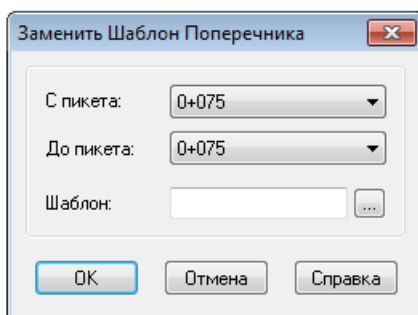 Заменить Шаблон Поперечника
С пикета: 0+075
До пикета: 0+075
Шаблон: ...
OK Отмена Справка